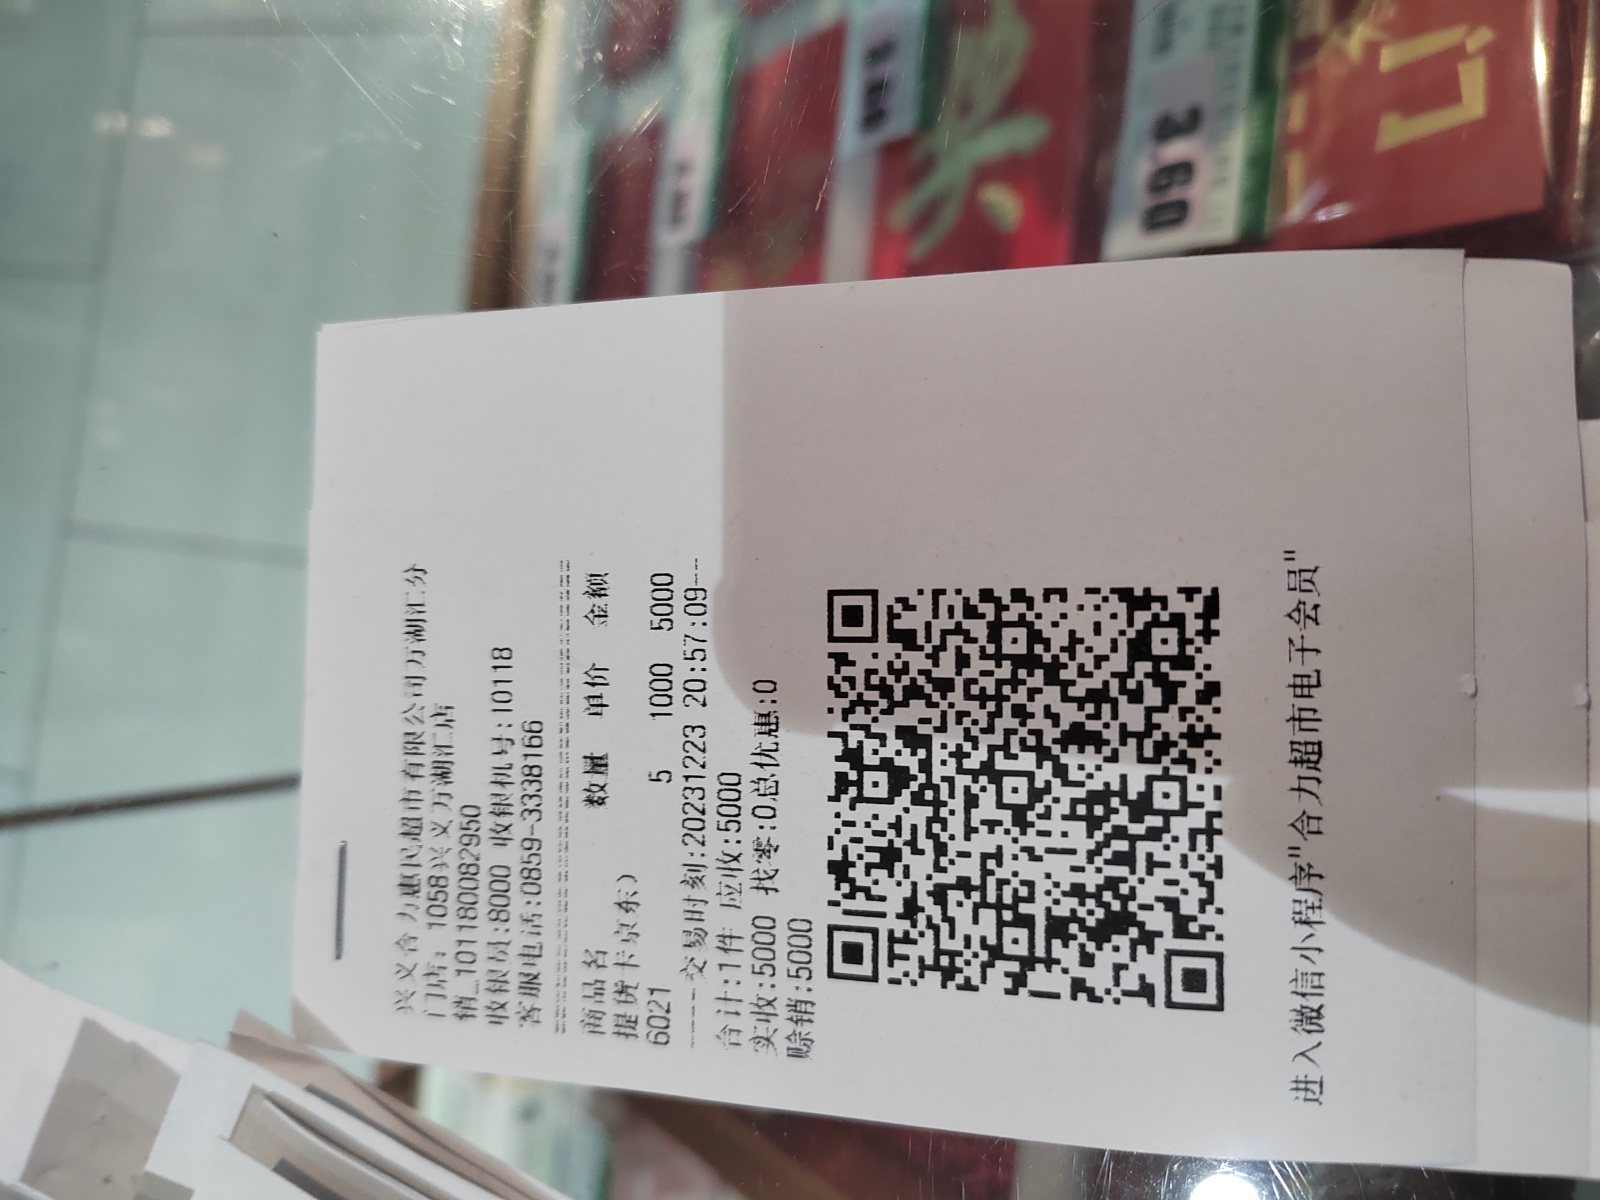 兴义合力惠民超市有限公司万湖汇分
门店: 1058兴义万湖汇店
销_101180082950
收银员:8000 收银机号:10118
客服电话:0859-3338166
商品名 数量 单价 金额
提货卡京东)
6021 5 1000 5000
----交易时刻:20231223 20:57:09--
合计:1件 应收:5000
实收:5000 找零:0总优惠:0
赊销:5000
进入微信小程序"合力超市电子会员"
3.60